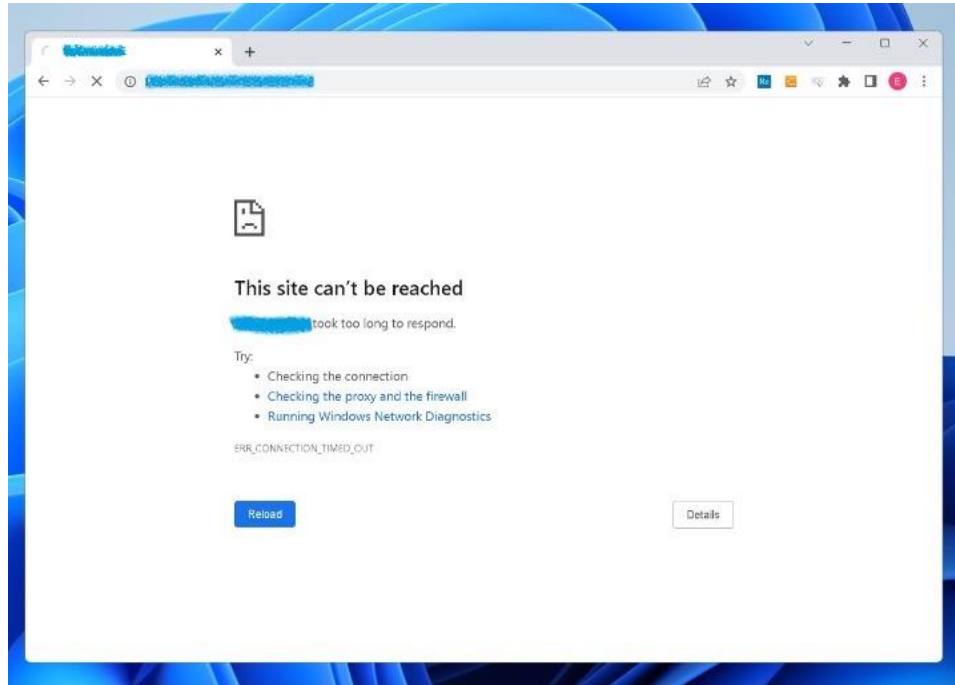 This site can't be reached
took too long to respond.
Try:
• Checking the connection
• Checking the proxy and the firewall
• Running Windows Network Diagnostics
ERR_CONNECTION_TIMED_OUT
Reload
Details